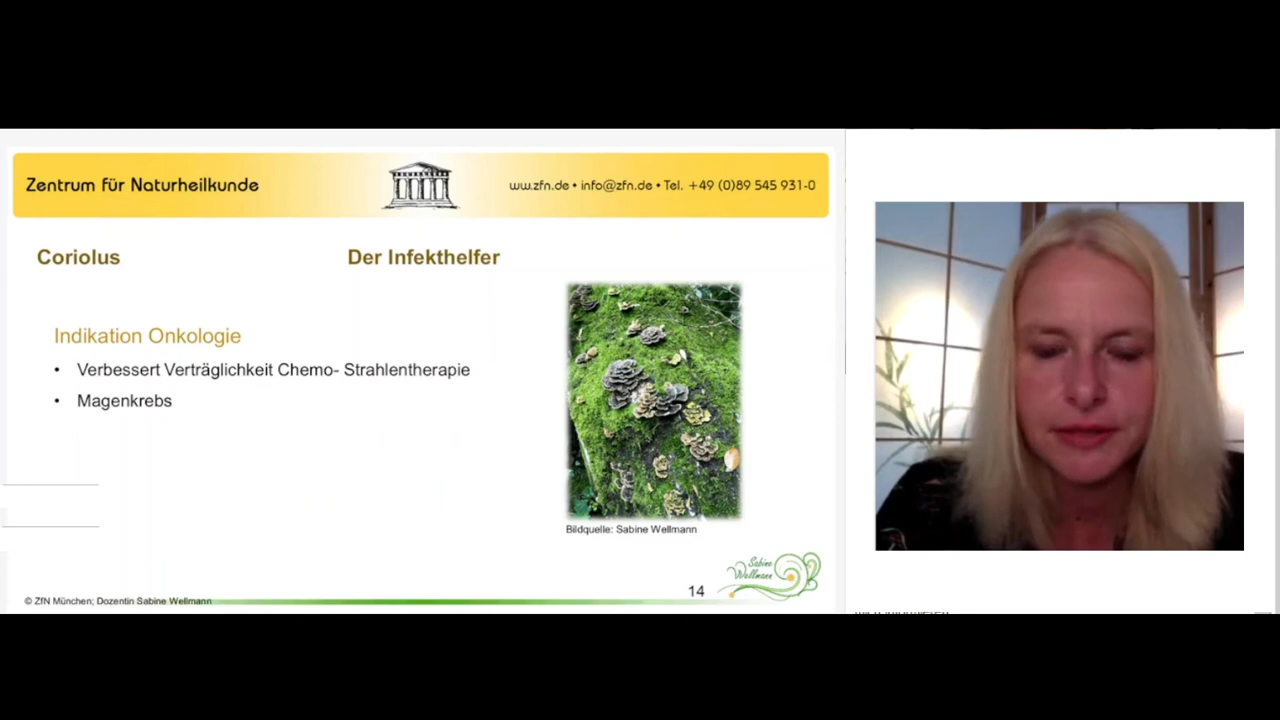 Zentrum für Naturheilkunde
www.zfn.de • info@zfn.de • Tel. +49 (0)89 545 931-0
Coriolus
Der Infekthelfer
Indikation Onkologie
• Verbessert Verträglichkeit Chemo- Strahlentherapie
• Magenkrebs
Bildquelle: Sabine Wellmann
Sabine
Wellmann
14
© ZfN München; Dozentin Sabine Wellmann